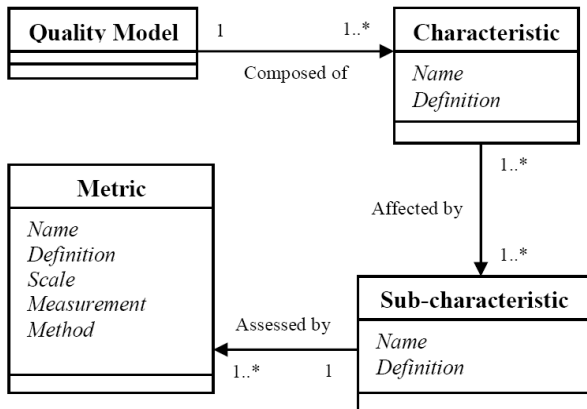 Quality Model
1
1..*
Composed of
Characteristic
Name
Definition
1..*
Affected by
1..*
Metric
Name
Definition
Scale
Measurement
Method
Assessed by
1..*
1
Sub-characteristic
Name
Definition